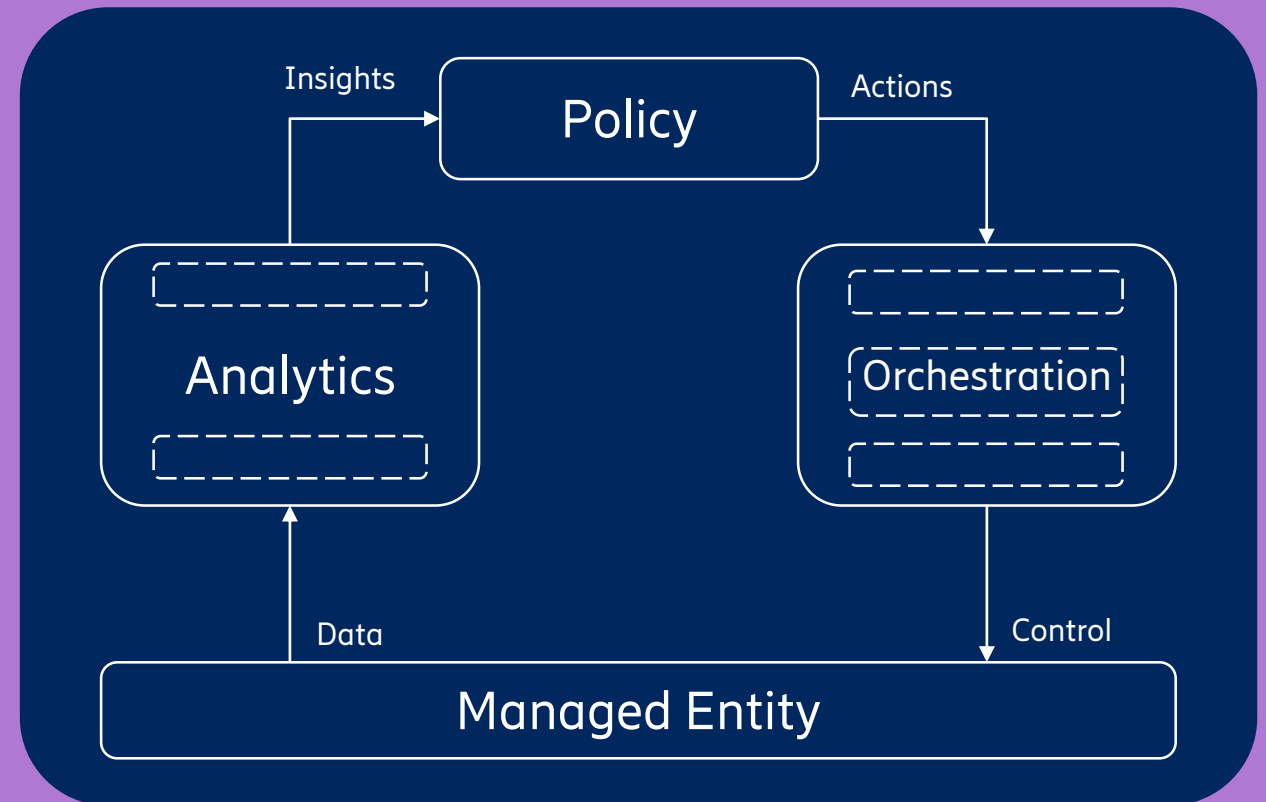 Insights
Policy
Actions
Analytics
Orchestration
Data
Control
Managed Entity